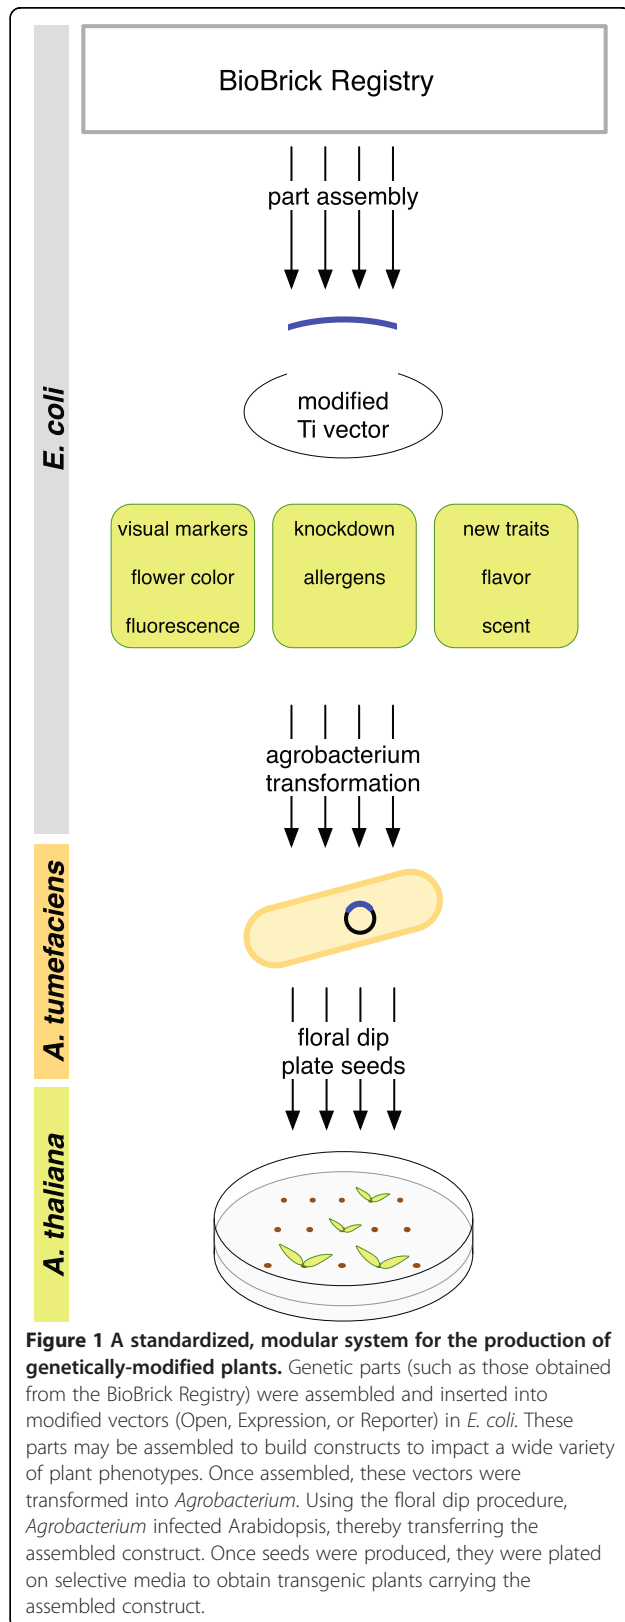 BioBrick Registry
part assembly
E. coli
modified
Ti vector
visual markers
flower color
fluorescence
knockdown
allergens
new traits
flavor
scent
agrobacterium
transformation
A. tumefaciens
floral dip
plate seeds
A. thaliana
Figure 1 A standardized, modular system for the production of
genetically-modified plants. Genetic parts (such as those obtained
from the BioBrick Registry) were assembled and inserted into
modified vectors (Open, Expression, or Reporter) in E. coli. These
parts may be assembled to build constructs to impact a wide variety
of plant phenotypes. Once assembled, these vectors were
transformed into Agrobacterium. Using the floral dip procedure,
Agrobacterium infected Arabidopsis, thereby transferring the
assembled construct. Once seeds were produced, they were plated
on selective media to obtain transgenic plants carrying the
assembled construct.